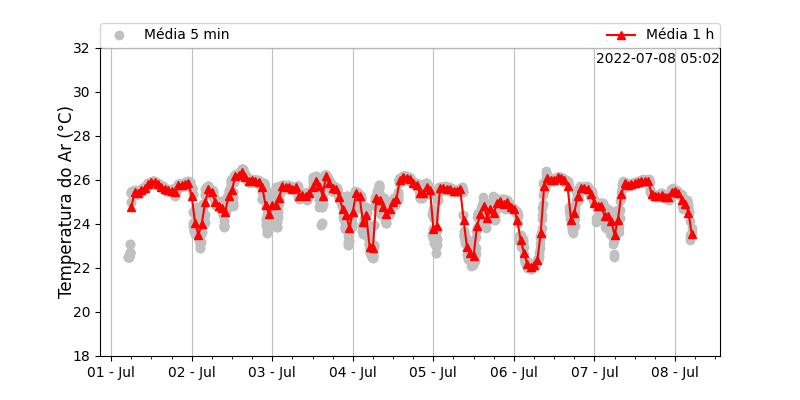 Média 5 min
Média 1 h
2022-07-08 05:02
Temperatura do Ar (°C)
32
30
28
26
24
22
20
18
01 - Jul
02 - Jul
03 - Jul
04 - Jul
05 - Jul
06 - Jul
07 - Jul
08 - Jul